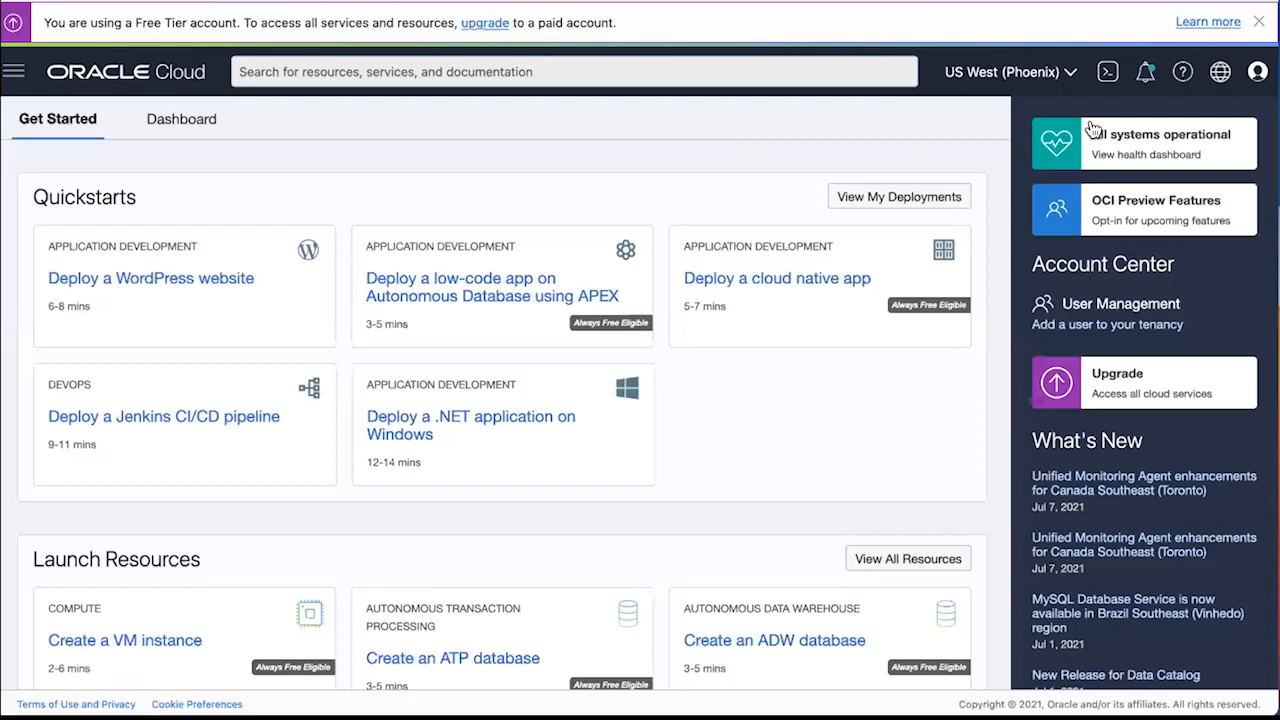 You are using a Free Tier account. To access all services and resources, upgrade to a paid account.
Learn more
ORACLE Cloud
Search for resources, services, and documentation
US West (Phoenix)
Get Started
Dashboard
Quickstarts
View My Deployments
APPLICATION DEVELOPMENT
Deploy a WordPress website
6-8 mins
APPLICATION DEVELOPMENT
Deploy a low-code app on
Autonomous Database using APEX
3-5 mins
Always Free Eligible
APPLICATION DEVELOPMENT
Deploy a cloud native app
5-7 mins
Always Free Eligible
DEVOPS
Deploy a Jenkins CI/CD pipeline
9-11 mins
APPLICATION DEVELOPMENT
Deploy a .NET application on
Windows
12-14 mins
Launch Resources
View All Resources
COMPUTE
Create a VM instance
2-6 mins
Always Free Eligible
AUTONOMOUS TRANSACTION
PROCESSING
Create an ATP database
3-5 mins
Always Free Eligible
AUTONOMOUS DATA WAREHOUSE
Create an ADW database
3-5 mins
Always Free Eligible
systems operational
View health dashboard
OCI Preview Features
Opt-in for upcoming features
Account Center
User Management
Add a user to your tenancy
Upgrade
Access all cloud services
What's New
Unified Monitoring Agent enhancements
for Canada Southeast (Toronto)
Jul 7, 2021
Unified Monitoring Agent enhancements
for Canada Southeast (Toronto)
Jul 7, 2021
MySQL Database Service is now
available in Brazil Southeast (Vinhedo)
region
Jul 1, 2021
New Release for Data Catalog
Terms of Use and Privacy
Cookie Preferences
Copyright © 2021, Oracle and/or its affiliates. All rights reserved.